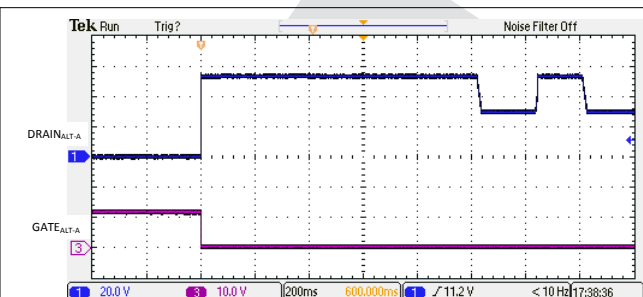 Tek Run Trig? Noise Filter Off
T
T
DRAINALT-A
1
GATEALT-A
3
1 20.0 V 3 10.0 V 200ms 600.000ms 1 11.2 V < 10 Hz 17:38:36